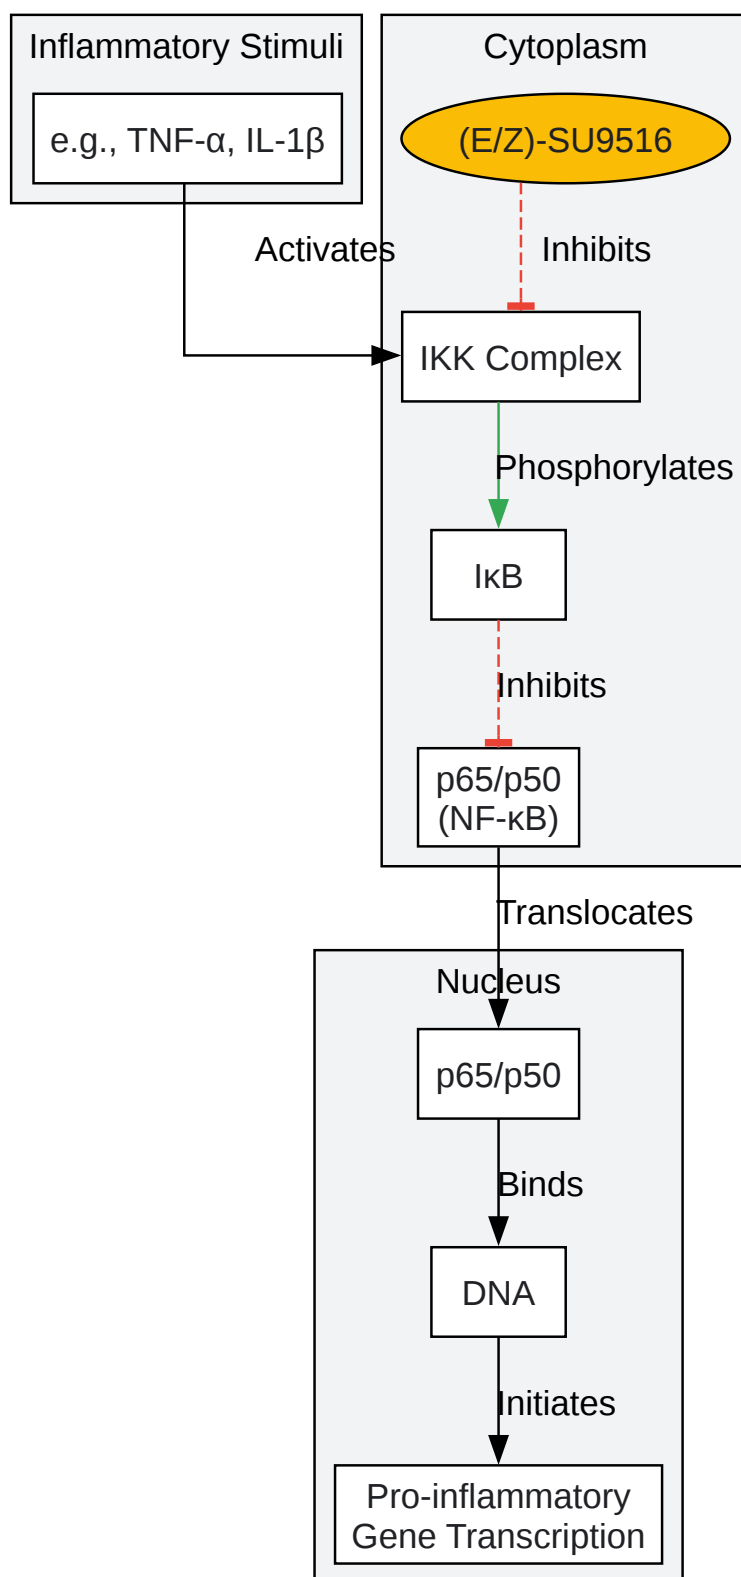 Inflammatory Stimuli
e.g., TNF-α, IL-1β
Cytoplasm
(E/Z)-SU9516
Activates
Inhibits
IKK Complex
Phosphorylates
IκB
Inhibits
p65/p50
(NF-κB)
Translocates
Nucleus
p65/p50
Binds
DNA
Initiates
Pro-inflammatory
Gene Transcription